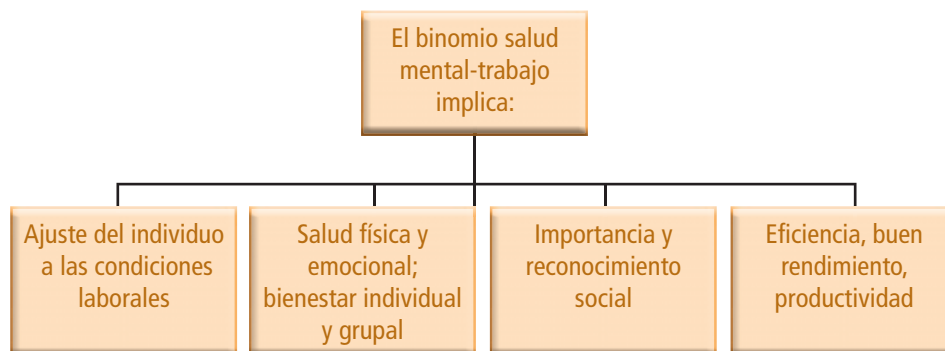 El binomio salud
mental-trabajo
implica:
Ajuste del individuo
a las condiciones
laborales
Salud física y
emocional;
bienestar individual
y grupal
Importancia y
reconocimiento
social
Eficiencia, buen
rendimiento,
productividad